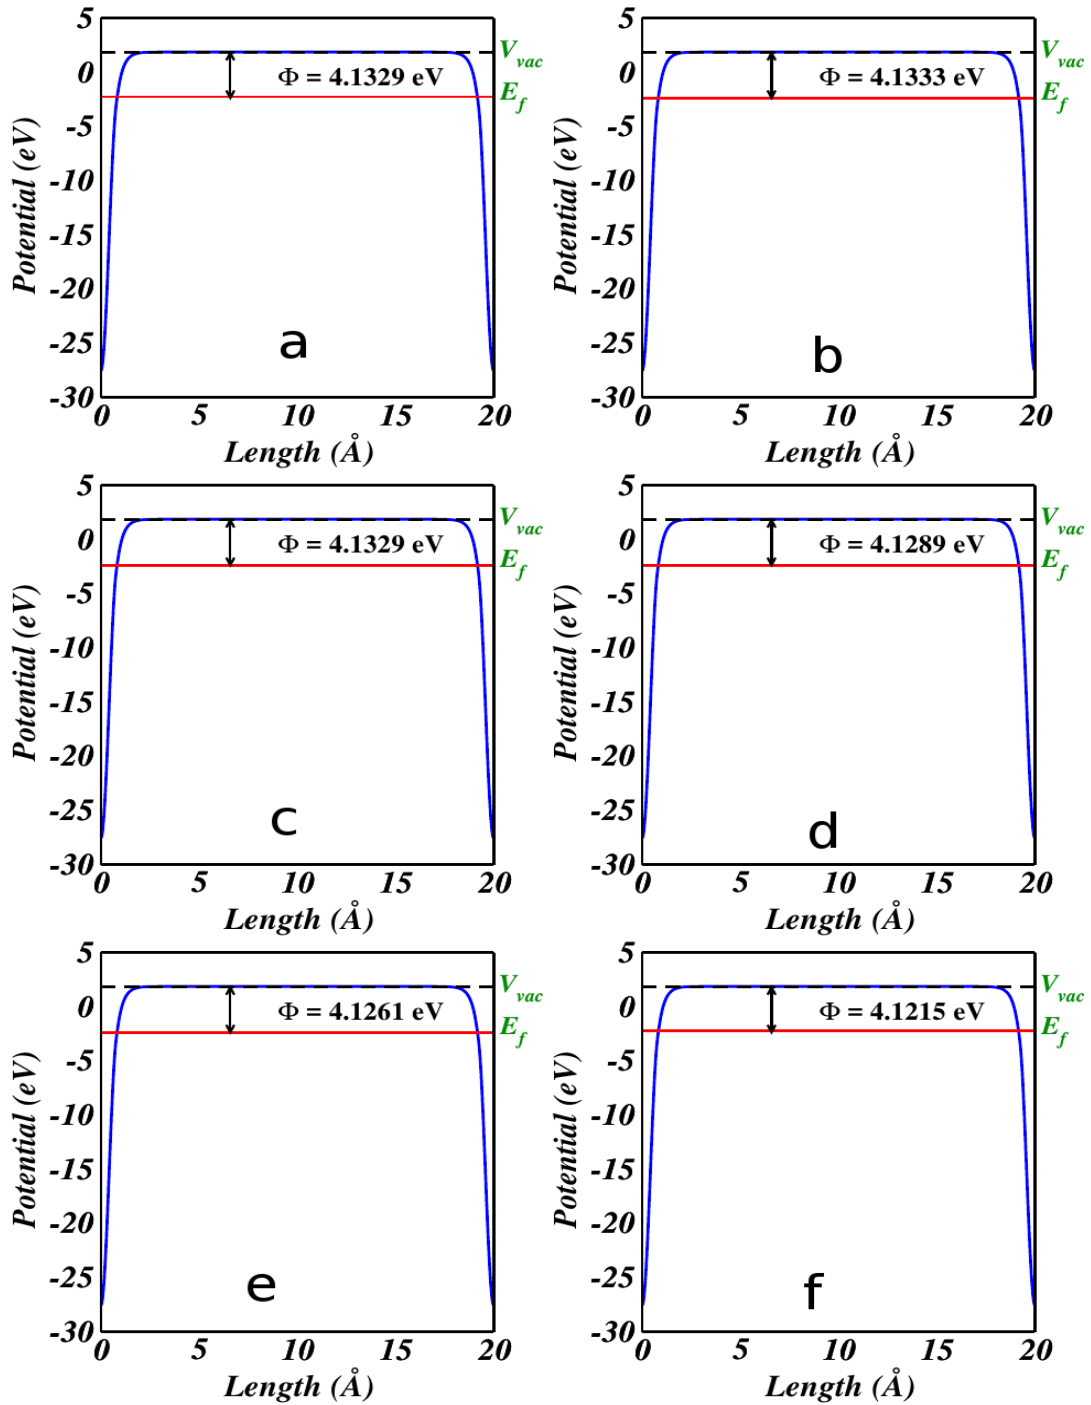 5
0
-5
-10
-15
-20
-25
-30
Potential (eV)
Φ = 4.1329 eV
V_vac
E_f
a
0 5 10 15 20
Length (Å)
5
0
-5
-10
-15
-20
-25
-30
Potential (eV)
Φ = 4.1333 eV
V_vac
E_f
b
0 5 10 15 20
Length (Å)
5
0
-5
-10
-15
-20
-25
-30
Potential (eV)
Φ = 4.1329 eV
V_vac
E_f
c
0 5 10 15 20
Length (Å)
5
0
-5
-10
-15
-20
-25
-30
Potential (eV)
Φ = 4.1289 eV
V_vac
E_f
d
0 5 10 15 20
Length (Å)
5
0
-5
-10
-15
-20
-25
-30
Potential (eV)
Φ = 4.1261 eV
V_vac
E_f
e
0 5 10 15 20
Length (Å)
5
0
-5
-10
-15
-20
-25
-30
Potential (eV)
Φ = 4.1215 eV
V_vac
E_f
f
0 5 10 15 20
Length (Å)